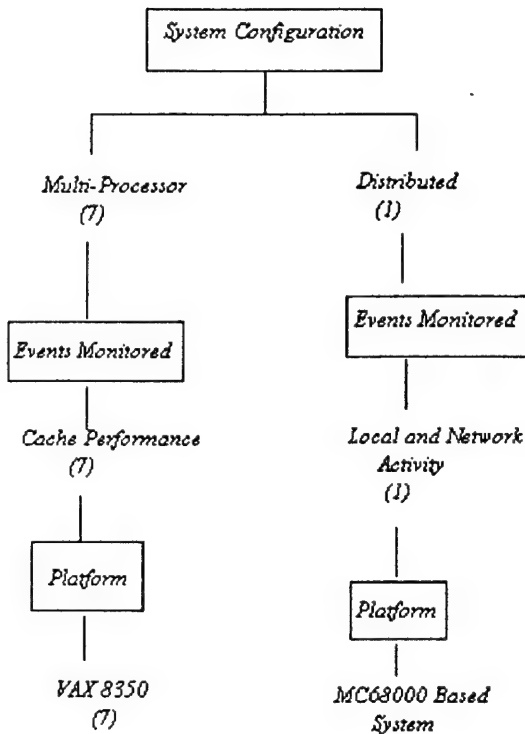 System Configuration
Multi-Processor
(7)
Distributed
(1)
Events Monitored
Events Monitored
Cache Performance
(7)
Local and Network
Activity
(1)
Platform
Platform
VAX 8350
(7)
MC68000 Based
System